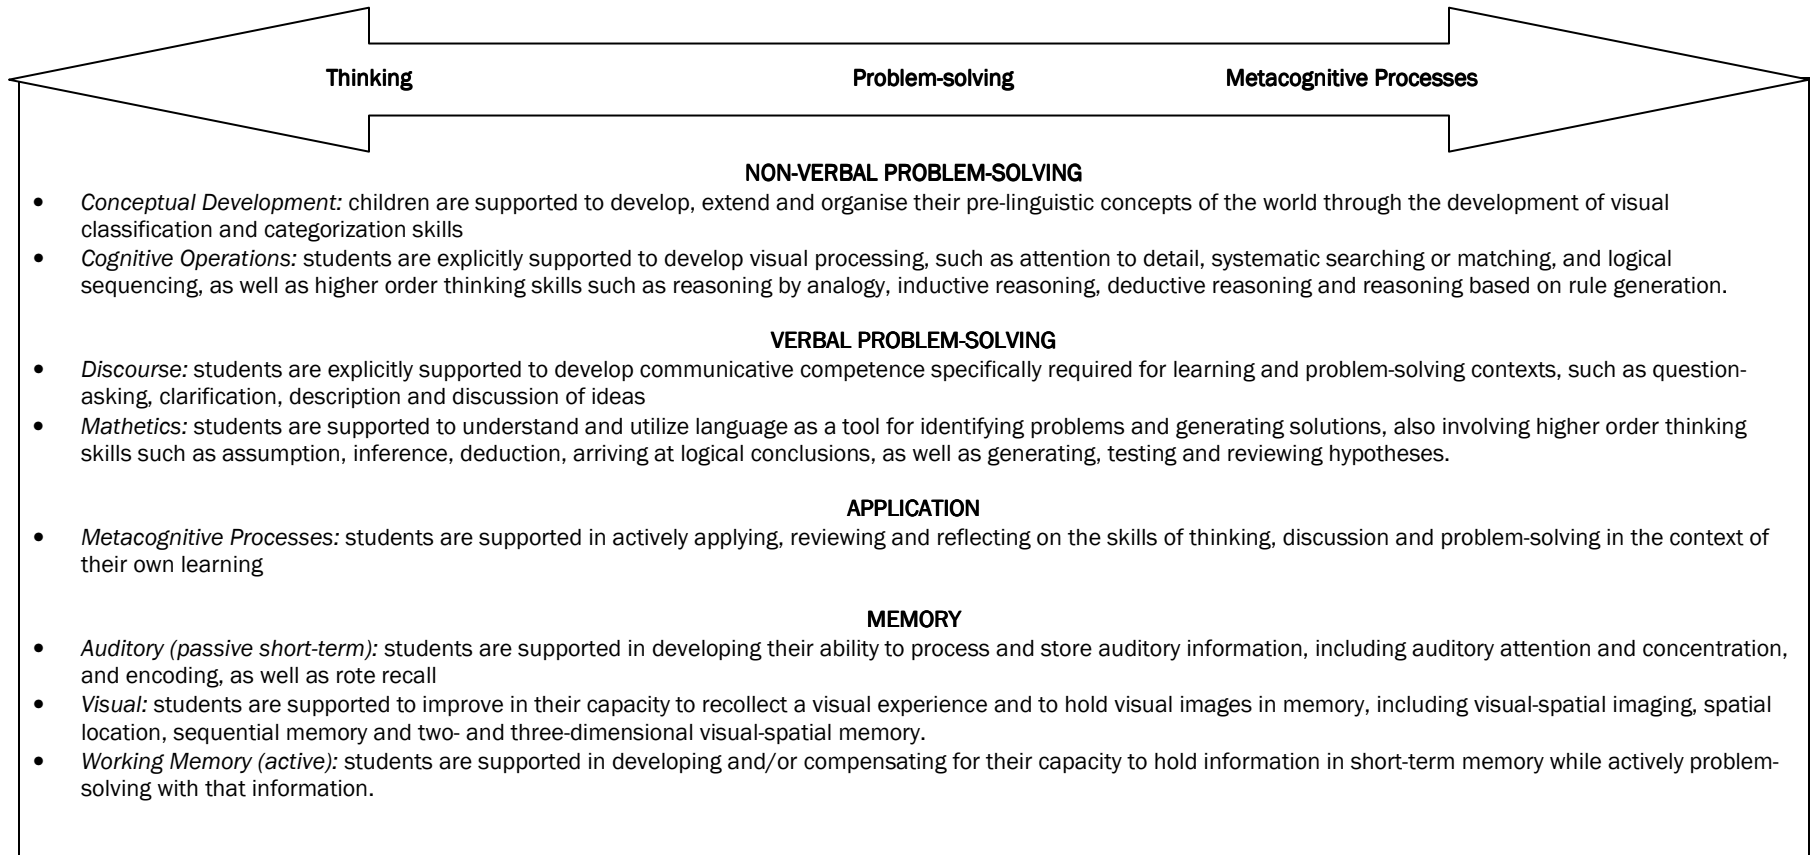 Thinking Problem-solving Metacognitive Processes
NON-VERBAL PROBLEM-SOLVING
• Conceptual Development: children are supported to develop, extend and organise their pre-linguistic concepts of the world through the development of visual
classification and categorization skills
• Cognitive Operations: students are explicitly supported to develop visual processing, such as attention to detail, systematic searching or matching, and logical
sequencing, as well as higher order thinking skills such as reasoning by analogy, inductive reasoning, deductive reasoning and reasoning based on rule generation.
VERBAL PROBLEM-SOLVING
• Discourse: students are explicitly supported to develop communicative competence specifically required for learning and problem-solving contexts, such as question-
asking, clarification, description and discussion of ideas
• Mathetics: students are supported to understand and utilize language as a tool for identifying problems and generating solutions, also involving higher order thinking
skills such as assumption, inference, deduction, arriving at logical conclusions, as well as generating, testing and reviewing hypotheses.
APPLICATION
• Metacognitive Processes: students are supported in actively applying, reviewing and reflecting on the skills of thinking, discussion and problem-solving in the context of
their own learning
MEMORY
• Auditory (passive short-term): students are supported in developing their ability to process and store auditory information, including auditory attention and concentration,
and encoding, as well as rote recall
• Visual: students are supported to improve in their capacity to recollect a visual experience and to hold visual images in memory, including visual-spatial imaging, spatial
location, sequential memory and two- and three-dimensional visual-spatial memory.
• Working Memory (active): students are supported in developing and/or compensating for their capacity to hold information in short-term memory while actively problem-
solving with that information.